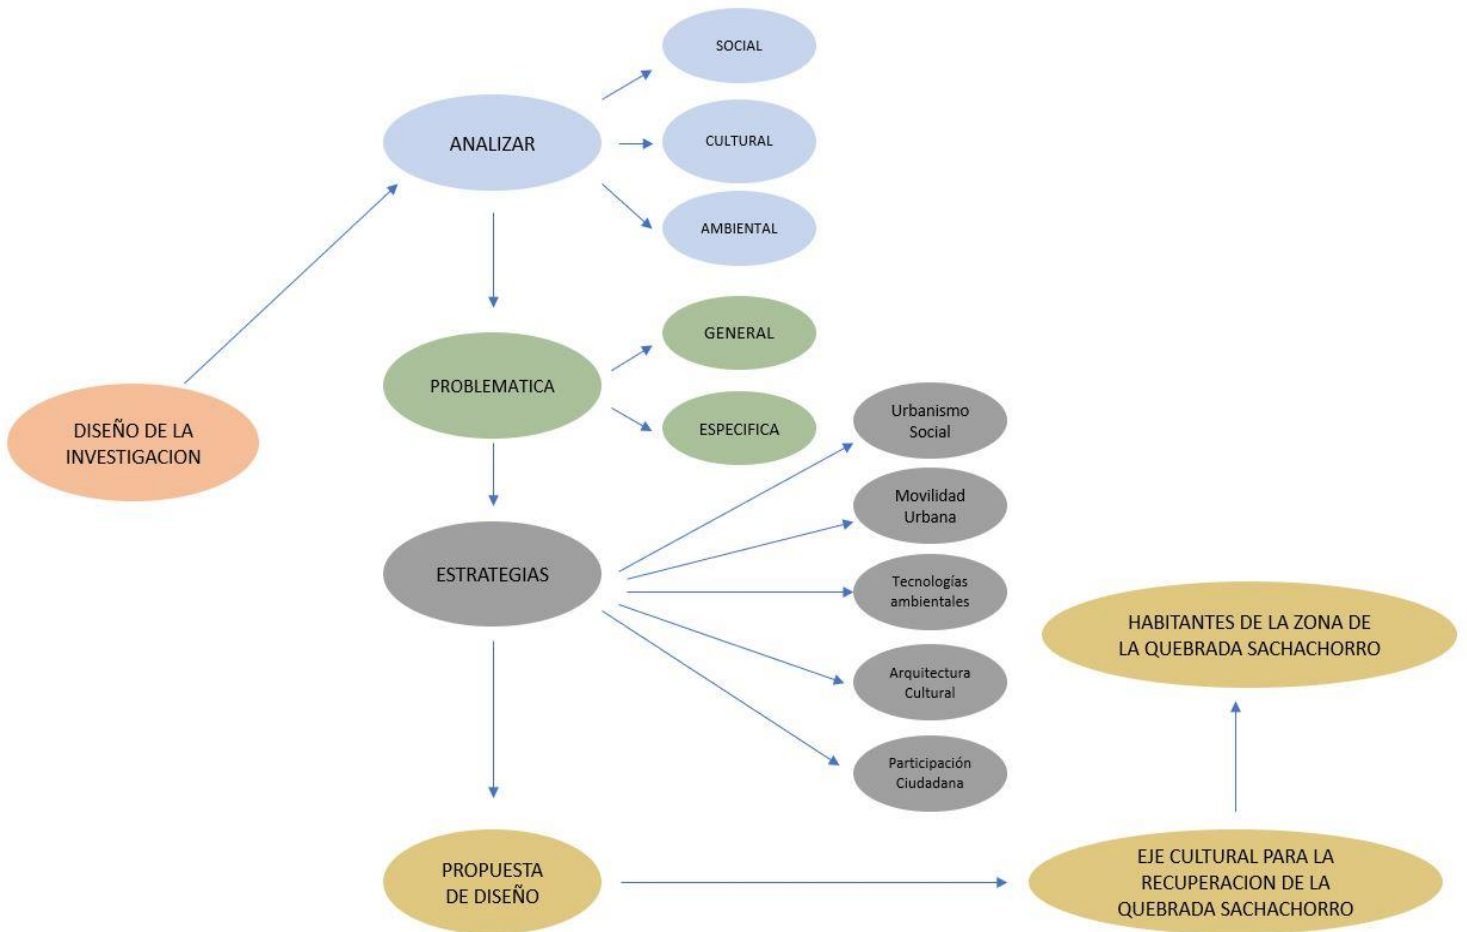 SOCIAL
ANALIZAR
CULTURAL
AMBIENTAL
GENERAL
PROBLEMATICA
ESPECIFICA
DISEÑO DE LA
INVESTIGACION
Urbanismo
Social
Movilidad
Urbana
ESTRATEGIAS
Tecnologías
ambientales
Arquitectura
Cultural
Participación
Ciudadana
HABITANTES DE LA ZONA DE
LA QUEBRADA SACHACHORRO
PROPUESTA
DE DISEÑO
EJE CULTURAL PARA LA
RECUPERACION DE LA
QUEBRADA SACHACHORRO